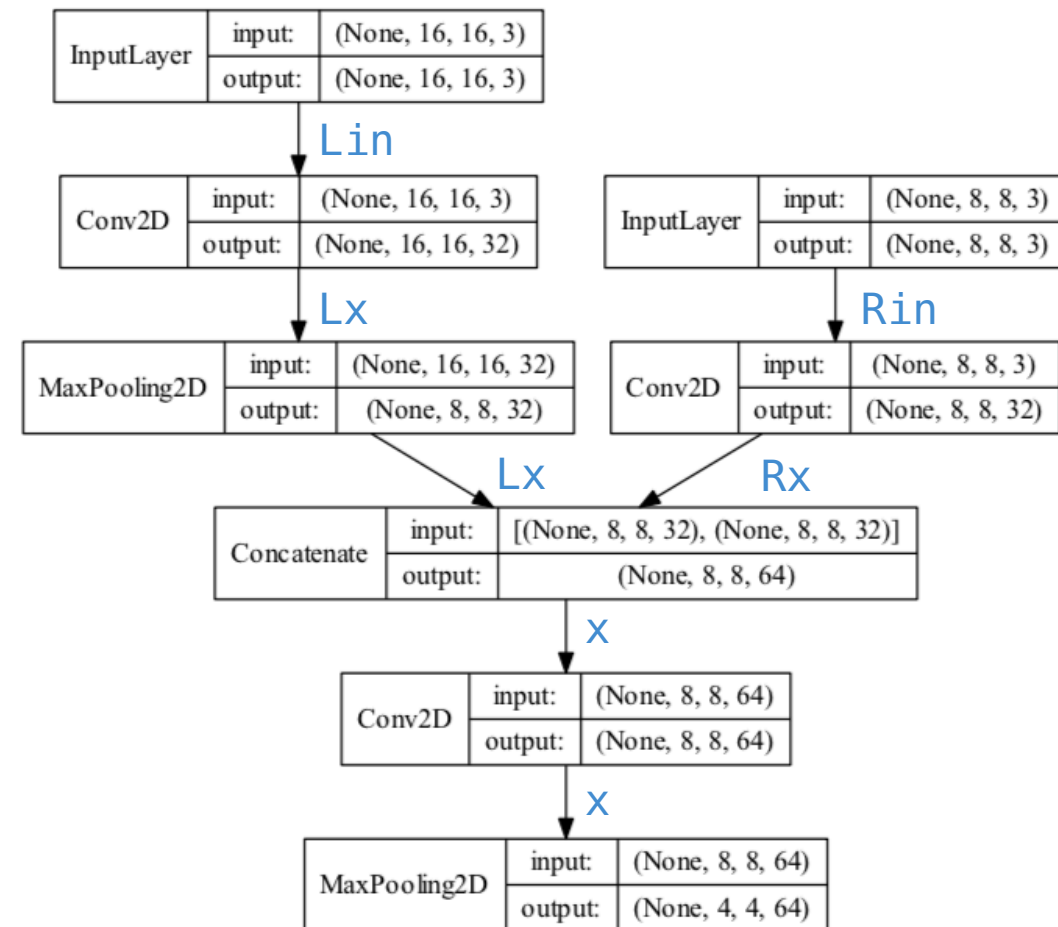 InputLayer
input: (None, 16, 16, 3)
output: (None, 16, 16, 3)
Lin
Conv2D
input: (None, 16, 16, 3)
output: (None, 16, 16, 32)
InputLayer
input: (None, 8, 8, 3)
output: (None, 8, 8, 3)
Lx
Rin
MaxPooling2D
input: (None, 16, 16, 32)
output: (None, 8, 8, 32)
Conv2D
input: (None, 8, 8, 3)
output: (None, 8, 8, 32)
Lx
Rx
Concatenate
input: [(None, 8, 8, 32), (None, 8, 8, 32)]
output: (None, 8, 8, 64)
x
Conv2D
input: (None, 8, 8, 64)
output: (None, 8, 8, 64)
x
MaxPooling2D
input: (None, 8, 8, 64)
output: (None, 4, 4, 64)